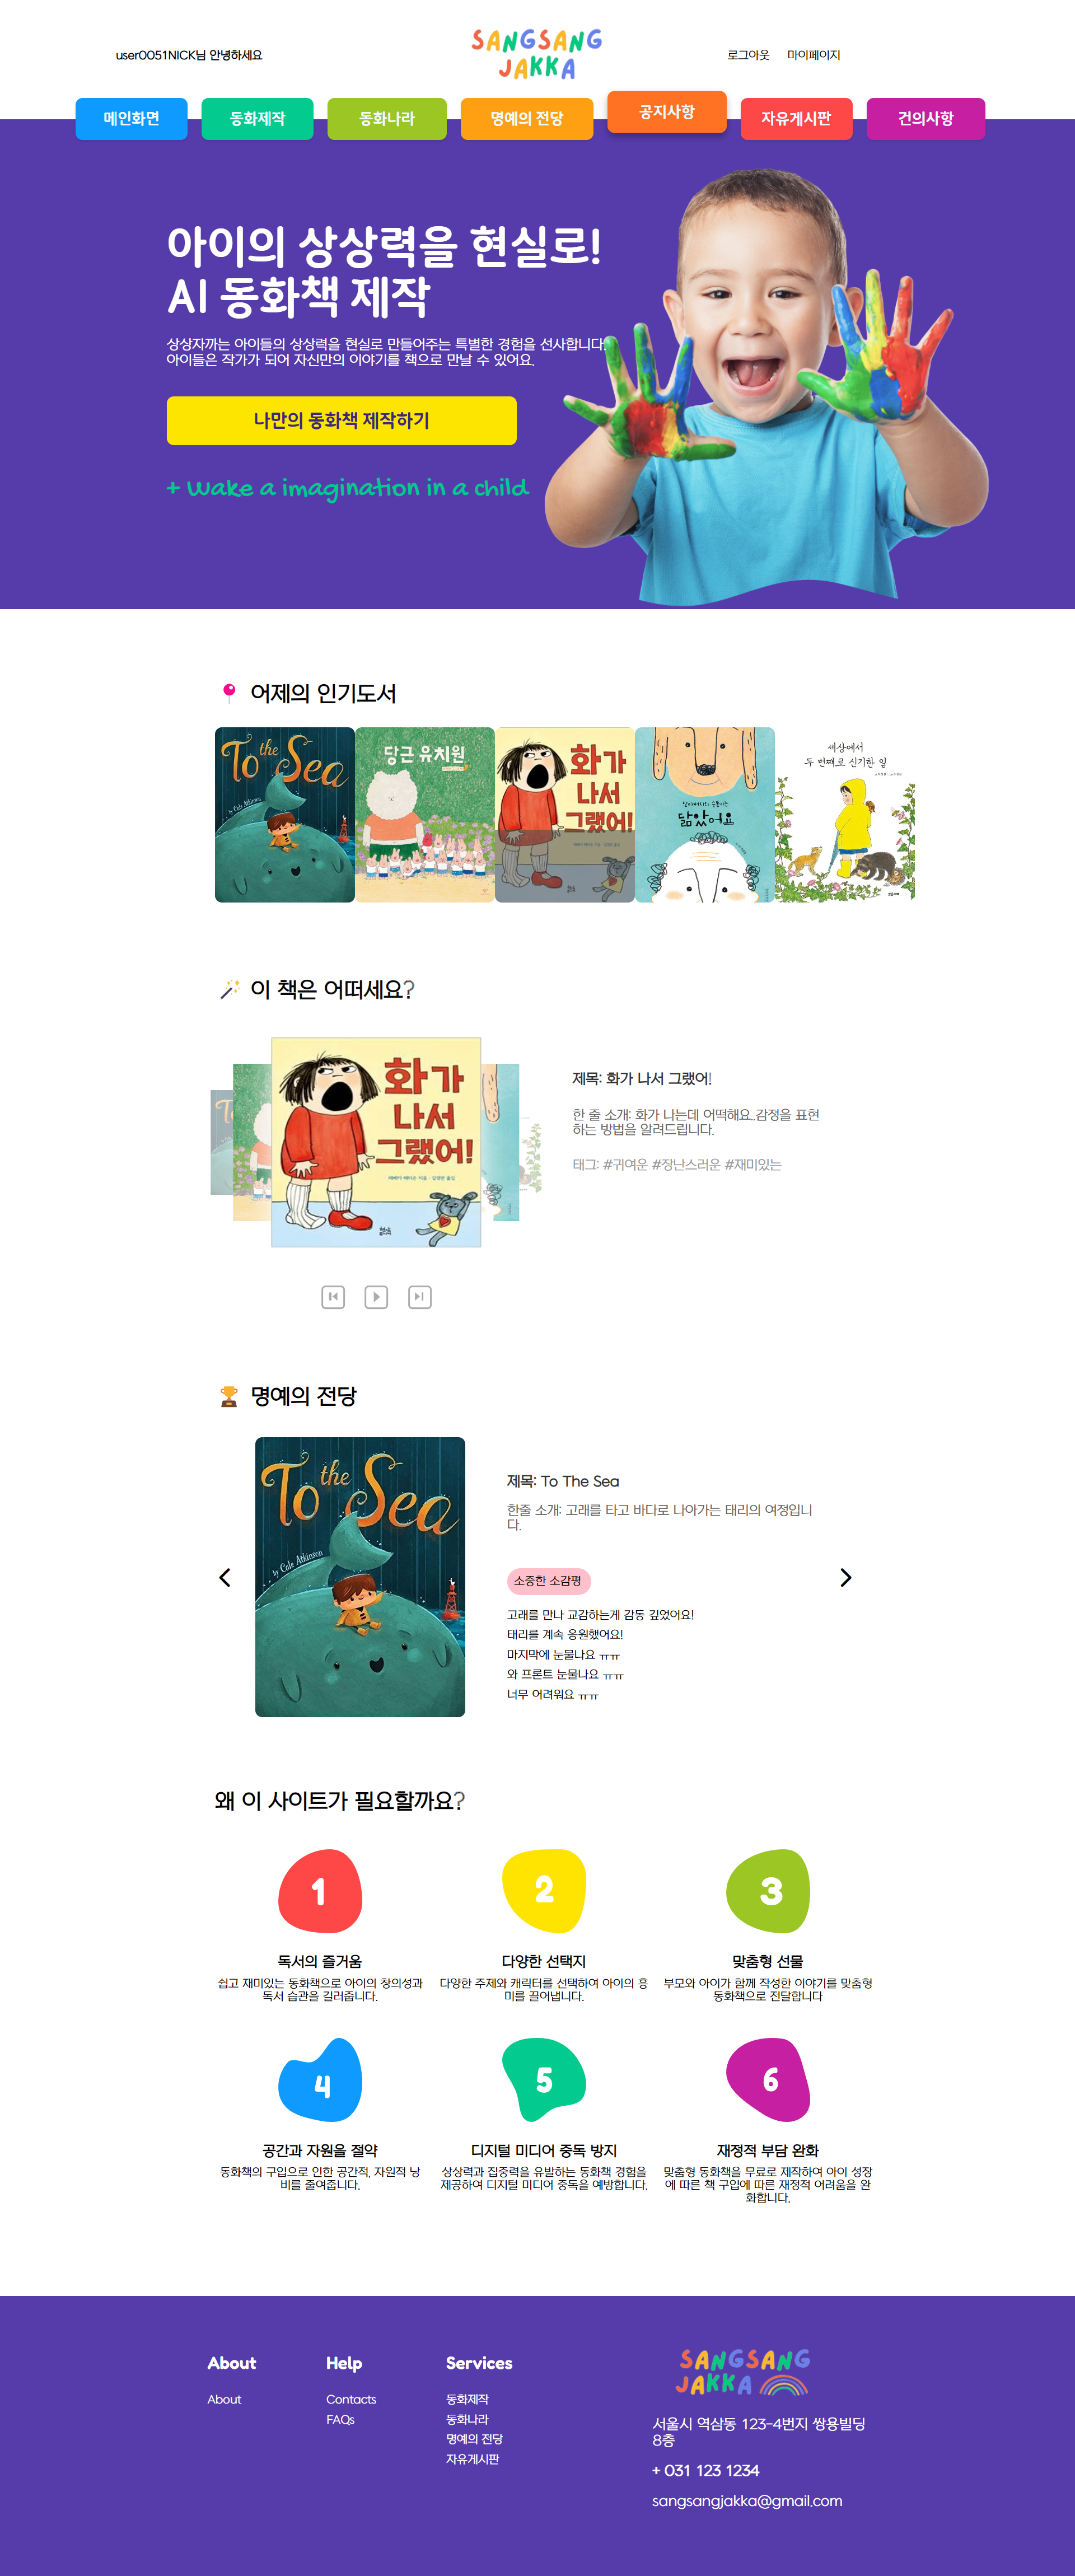 user0051NICK님 안녕하세요
SANGSANG
JAKKA
로그아웃 마이페이지
메인화면 동화제작 동화나라 명예의 전당 공지사항 자유게시판 건의사항
아이의 상상력을 현실로!
AI 동화책 제작
상상자까는 아이들의 상상력을 현실로 만들어주는 특별한 경험을 선사합니다.
아이들은 작가가 되어 자신만의 이야기를 책으로 만날 수 있어요.
나만의 동화책 제작하기
+ Wake a imagination in a child
어제의 인기도서
To the Sea
by Cole Atkinson
당근 유치원
화가
나서
그랬어!
닮았어요
세상에서
두 번째로 신기한 일
이 책은 어떠세요?
화가
나서
그랬어!
레베카 패터슨 지음 · 김경연 옮김
제목: 화가 나서 그랬어!
한 줄 소개: 화가 나는데 어떡해요..감정을 표현
하는 방법을 알려드립니다.
태그: #귀여운 #장난스러운 #재미있는
명예의 전당
To the Sea
by Cole Atkinson
제목: To The Sea
한줄 소개: 고래를 타고 바다로 나아가는 태리의 여정입니
다.
소중한 소감평
고래를 만나 교감하는게 감동 깊었어요!
태리를 계속 응원했어요!
마지막에 눈물나요 ㅠㅠ
와 프론트 눈물나요 ㅠㅠ
너무 어려워요 ㅠㅠ
왜 이 사이트가 필요할까요?
1
독서의 즐거움
쉽고 재미있는 동화책으로 아이의 창의성과
독서 습관을 길러줍니다.
2
다양한 선택지
다양한 주제와 캐릭터를 선택하여 아이의 흥
미를 끌어냅니다.
3
맞춤형 선물
부모와 아이가 함께 작성한 이야기를 맞춤형
동화책으로 전달합니다
4
공간과 자원을 절약
동화책의 구입으로 인한 공간적, 자원적 낭
비를 줄여줍니다.
5
디지털 미디어 중독 방지
상상력과 집중력을 유발하는 동화책 경험을
제공하여 디지털 미디어 중독을 예방합니다.
6
재정적 부담 완화
맞춤형 동화책을 무료로 제작하여 아이 성장
에 따른 책 구입에 따른 재정적 어려움을 완
화합니다.
About
About
Help
Contacts
FAQs
Services
동화제작
동화나라
명예의 전당
자유게시판
SANGSANG
JAKKA
서울시 역삼동 123-4번지 쌍용빌딩
8층
+ 031 123 1234
sangsangjakka@gmail.com